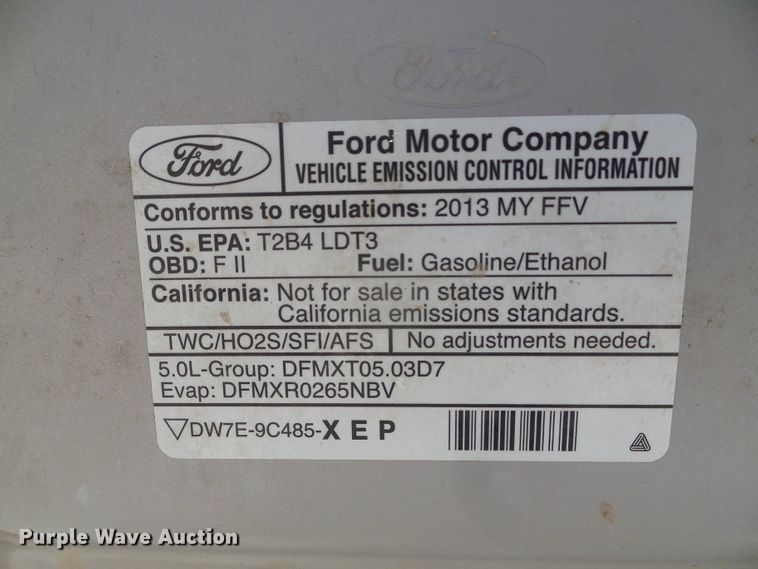 Ford
Ford
Ford Motor Company
VEHICLE EMISSION CONTROL INFORMATION
Conforms to regulations: 2013 MY FFV
U.S. EPA: T2B4 LDT3
OBD: F II Fuel: Gasoline/Ethanol
California: Not for sale in states with
California emissions standards.
TWC/HO2S/SFI/AFS No adjustments needed.
5.0L-Group: DFMXT05.03D7
Evap: DFMXR0265NBV
DW7E-9C485-XEP
Purple Wave Auction